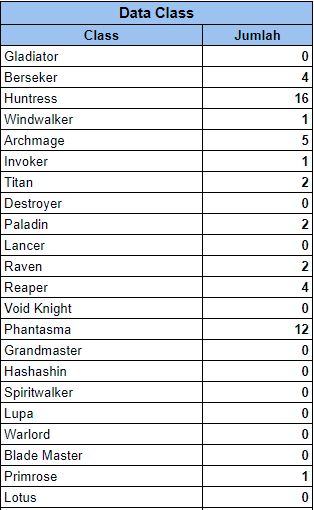 Data Class
Class Jumlah
Gladiator 0
Berseker 4
Huntress 16
Windwalker 1
Archmage 5
Invoker 1
Titan 2
Destroyer 0
Paladin 2
Lancer 0
Raven 2
Reaper 4
Void Knight 0
Phantasma 12
Grandmaster 0
Hashashin 0
Spiritwalker 0
Lupa 0
Warlord 0
Blade Master 0
Primrose 1
Lotus 0